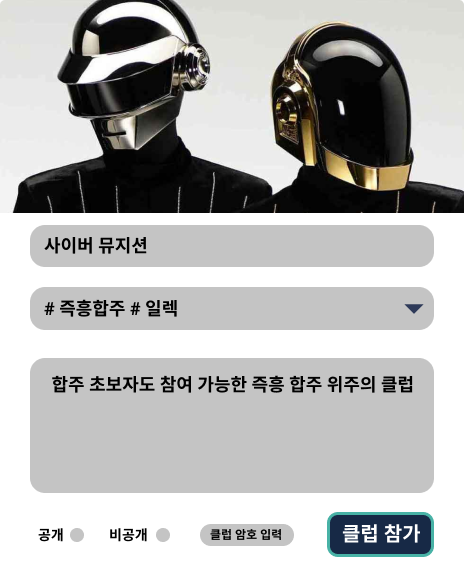 사이버 뮤지션
# 즉흥합주 # 일렉
합주 초보자도 참여 가능한 즉흥 합주 위주의 클럽
공개 비공개 클럽 암호 입력 클럽 참가